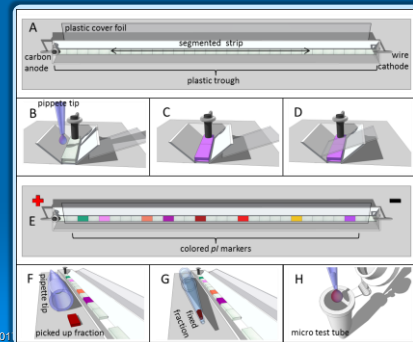 A
plastic cover foil
segmented strip
carbon
anode
wire
cathode
plastic trough
B
pippete tip
C
D
+
-
E
colored pI markers
F
pipette tip
picked up fraction
G
fixed
fraction
H
micro test tube
01